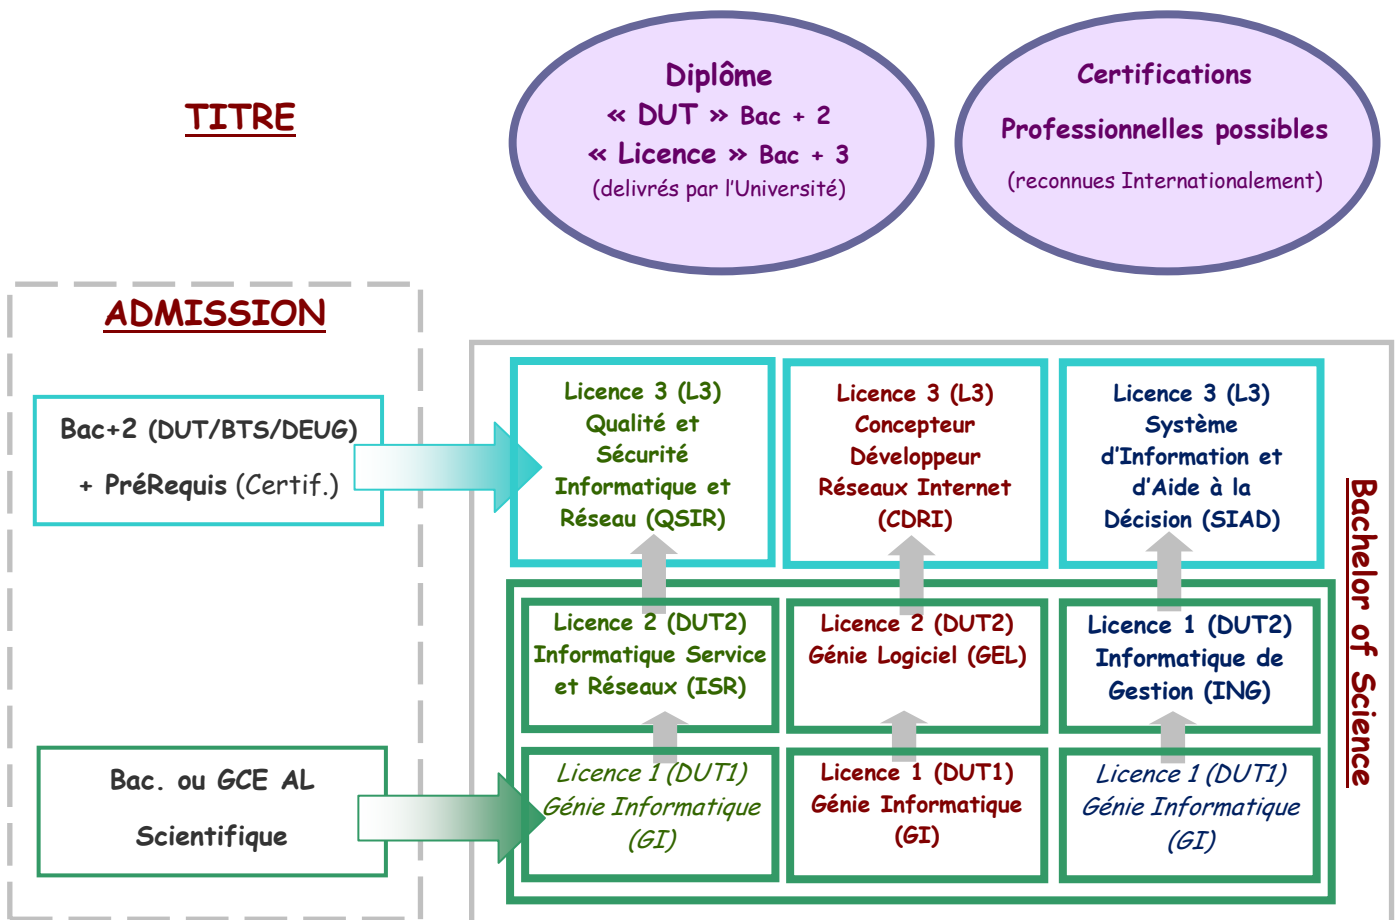 TITRE
Diplôme
« DUT » Bac + 2
« Licence » Bac + 3
(delivrés par l'Université)
Certifications
Professionnelles possibles
(reconnues Internationalement)
ADMISSION
Bac+2 (DUT/BTS/DEUG)
+ PréRequis (Certif.)
Bac. ou GCE AL
Scientifique
Licence 3 (L3)
Qualité et
Sécurité
Informatique et
Réseau (QSIR)
Licence 3 (L3)
Concepteur
Développeur
Réseaux Internet
(CDRI)
Licence 3 (L3)
Système
d'Information et
d'Aide à la
Décision (SIAD)
Licence 2 (DUT2)
Informatique Service
et Réseaux (ISR)
Licence 2 (DUT2)
Génie Logiciel (GEL)
Licence 1 (DUT2)
Informatique de
Gestion (ING)
Licence 1 (DUT1)
Génie Informatique
(GI)
Licence 1 (DUT1)
Génie Informatique
(GI)
Licence 1 (DUT1)
Génie Informatique
(GI)
Bachelor of Science